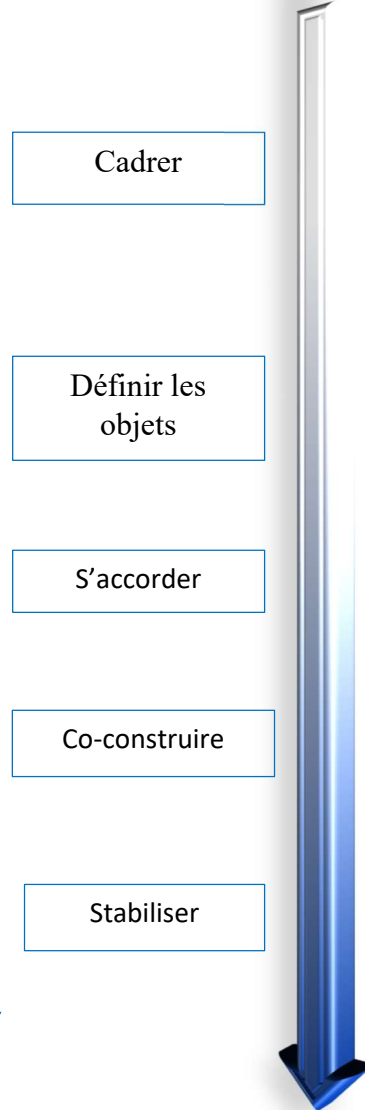 Cadrer
Définir les
objets
S’accorder
Co-construire
Stabiliser